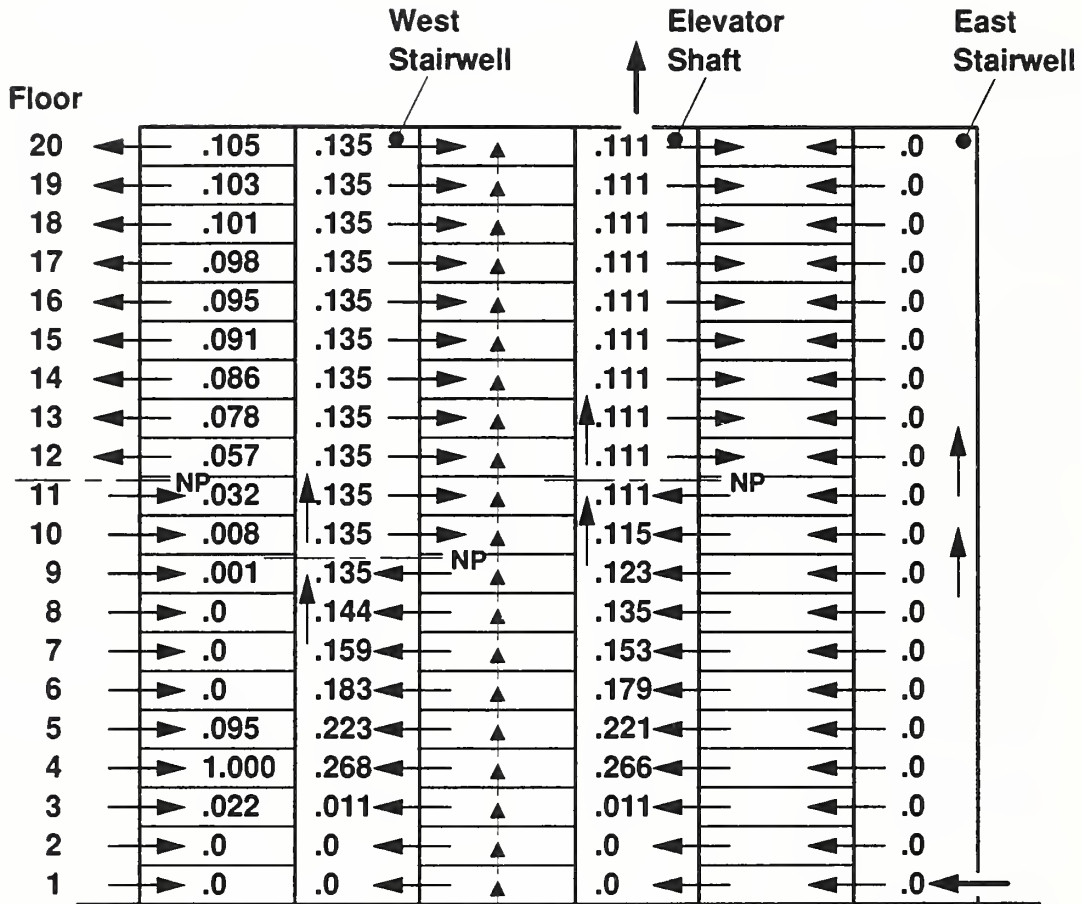 West Stairwell
Elevator Shaft
East Stairwell
Floor
20 .105 .135 .111 .0
19 .103 .135 .111 .0
18 .101 .135 .111 .0
17 .098 .135 .111 .0
16 .095 .135 .111 .0
15 .091 .135 .111 .0
14 .086 .135 .111 .0
13 .078 .135 .111 .0
12 .057 .135 .111 .0
NP NP
11 .032 .135 .111 .0
10 .008 .135 .115 .0
NP
9 .001 .135 .123 .0
8 .0 .144 .135 .0
7 .0 .159 .153 .0
6 .0 .183 .179 .0
5 .095 .223 .221 .0
4 1.000 .268 .266 .0
3 .022 .011 .011 .0
2 .0 .0 .0 .0
1 .0 .0 .0 .0